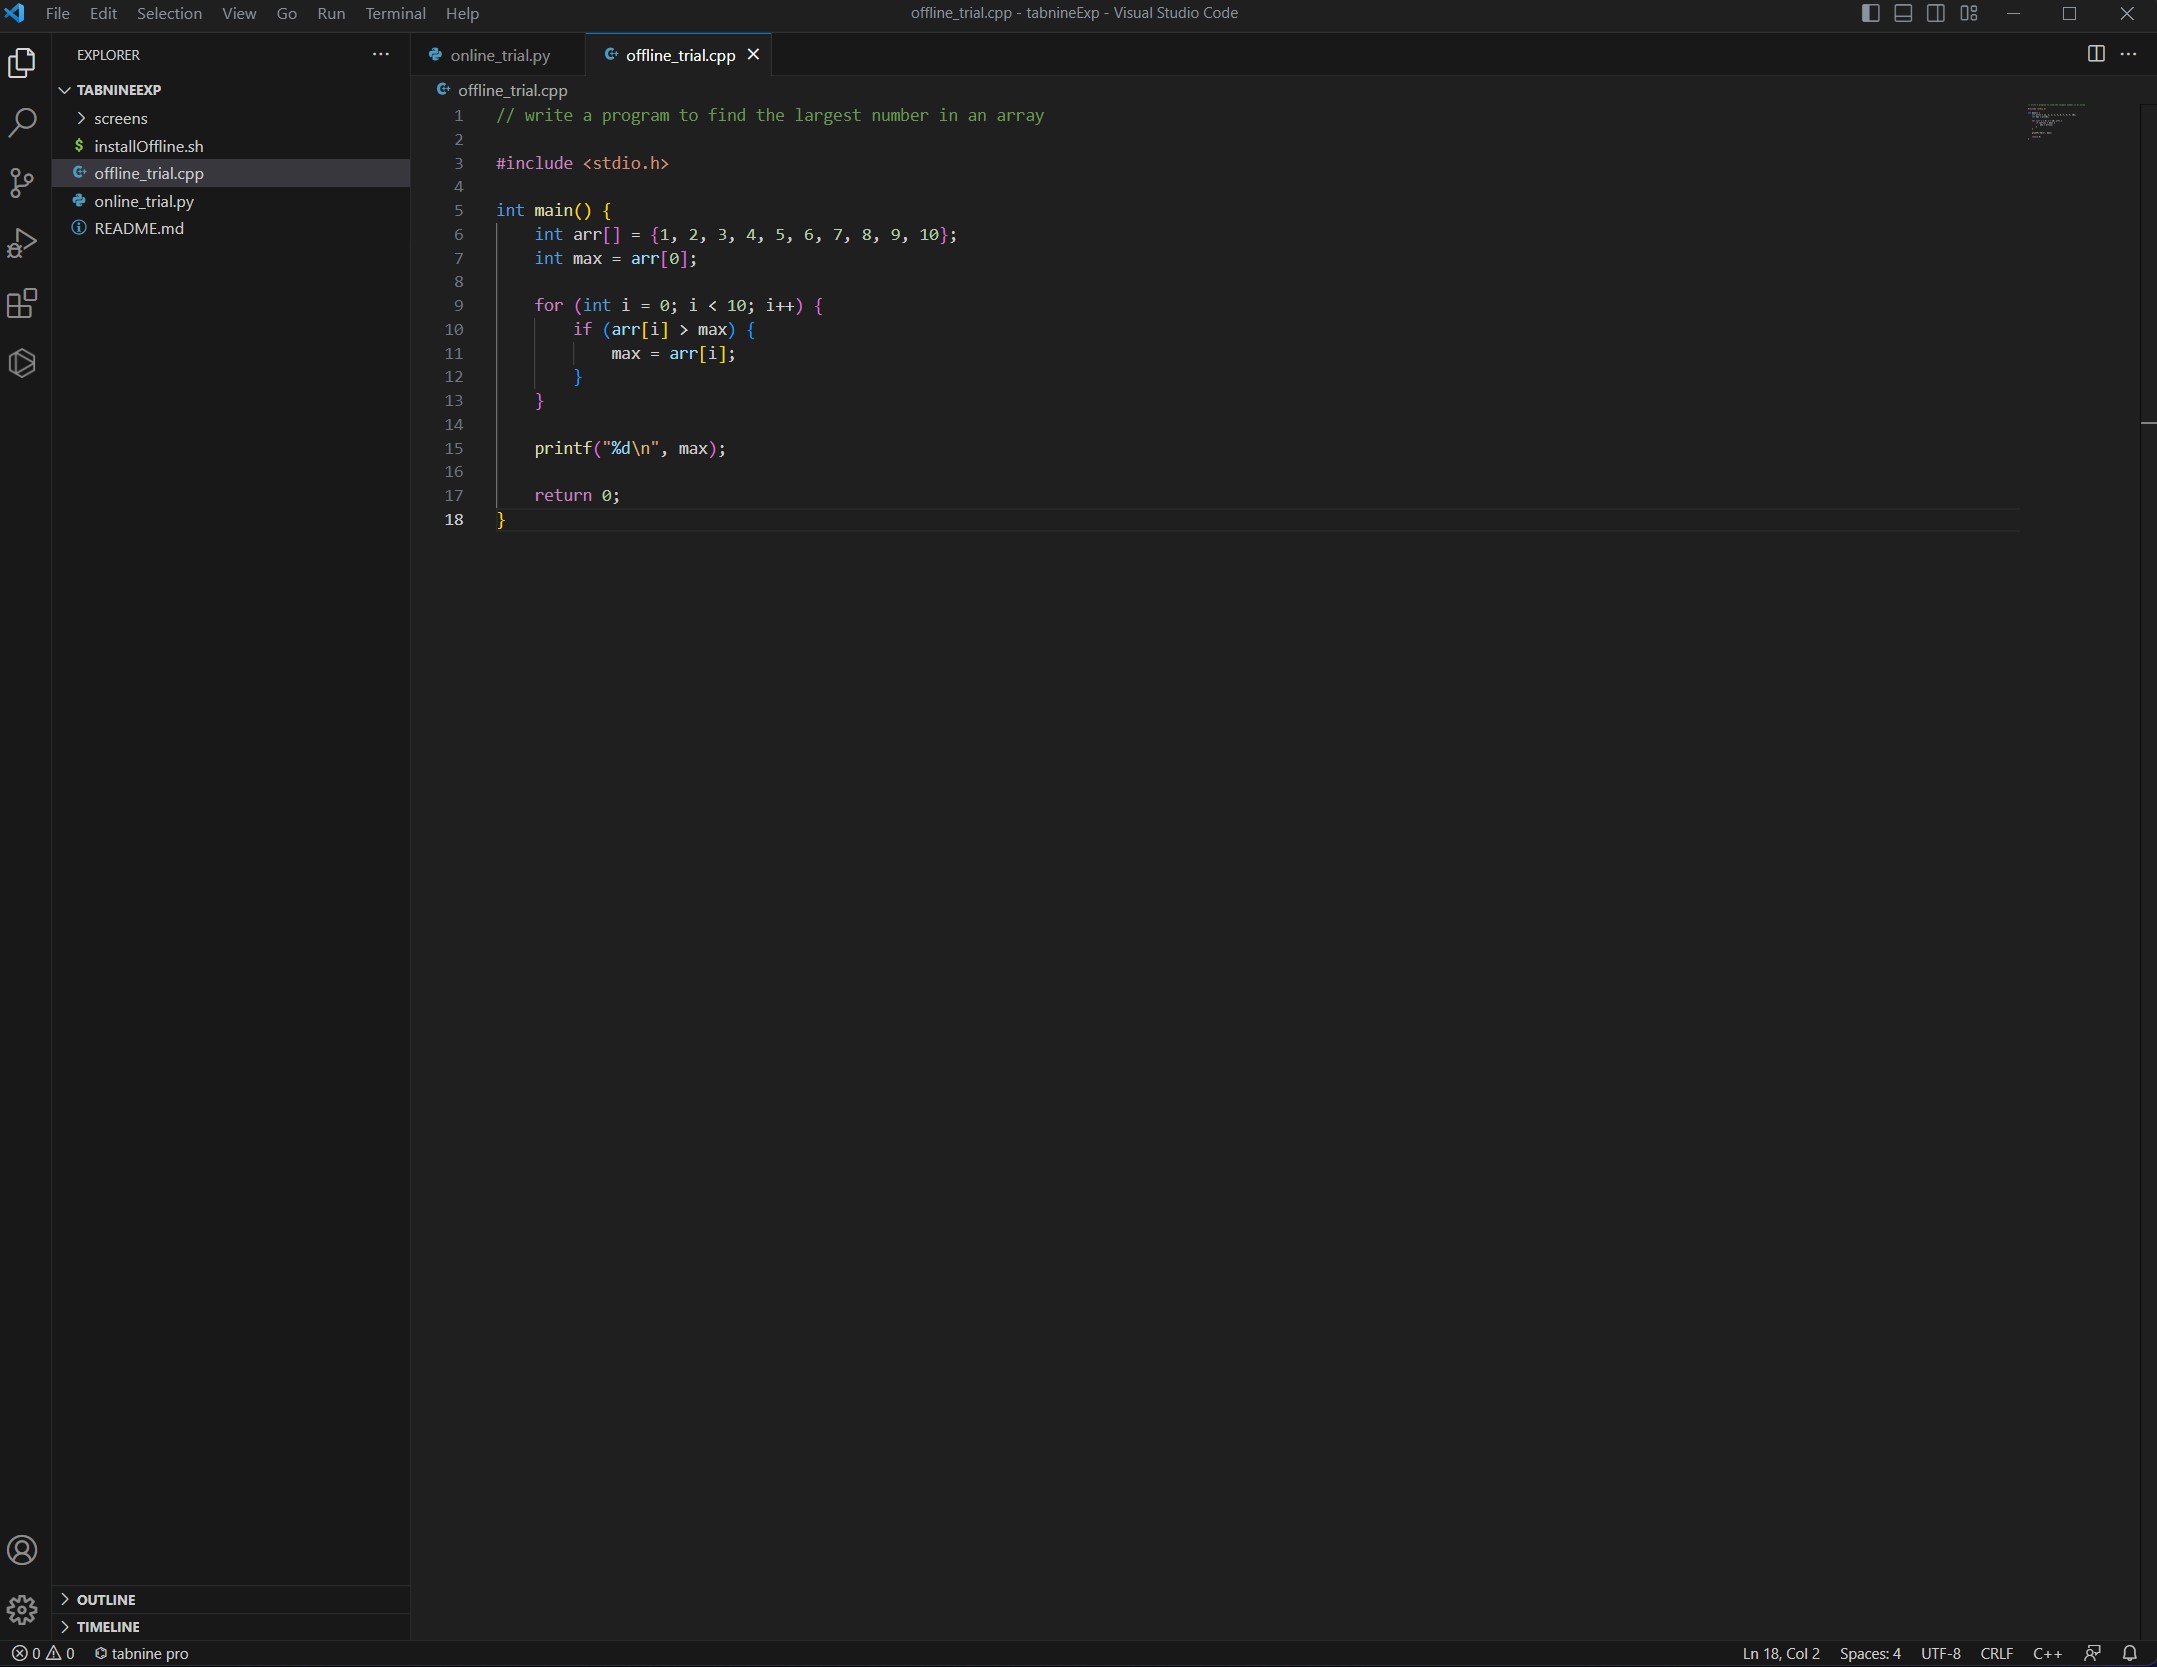 File Edit Selection View Go Run Terminal Help
offline_trial.cpp - tabnineExp - Visual Studio Code
EXPLORER
TABNINEEXP
screens
$ installOffline.sh
offline_trial.cpp
online_trial.py
README.md
OUTLINE
TIMELINE
online_trial.py
offline_trial.cpp
offline_trial.cpp
1 // write a program to find the largest number in an array
2
3 #include <stdio.h>
4
5 int main() {
6 int arr[] = {1, 2, 3, 4, 5, 6, 7, 8, 9, 10};
7 int max = arr[0];
8
9 for (int i = 0; i < 10; i++) {
10 if (arr[i] > max) {
11 max = arr[i];
12 }
13 }
14
15 printf("%d\n", max);
16
17 return 0;
18 }
0 0 tabnine pro
Ln 18, Col 2 Spaces: 4 UTF-8 CRLF C++